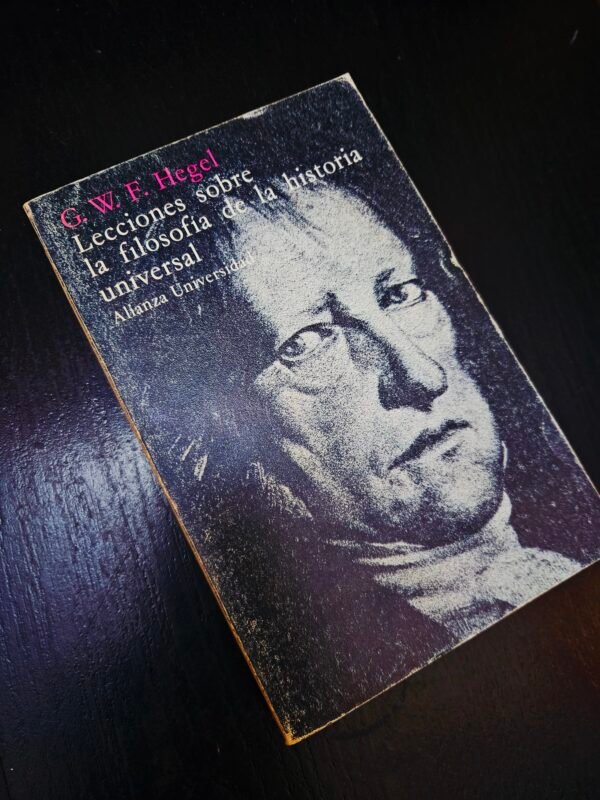 G. W. F. Hegel
Lecciones sobre
la filosofía de la historia
universal
Alianza Universidad